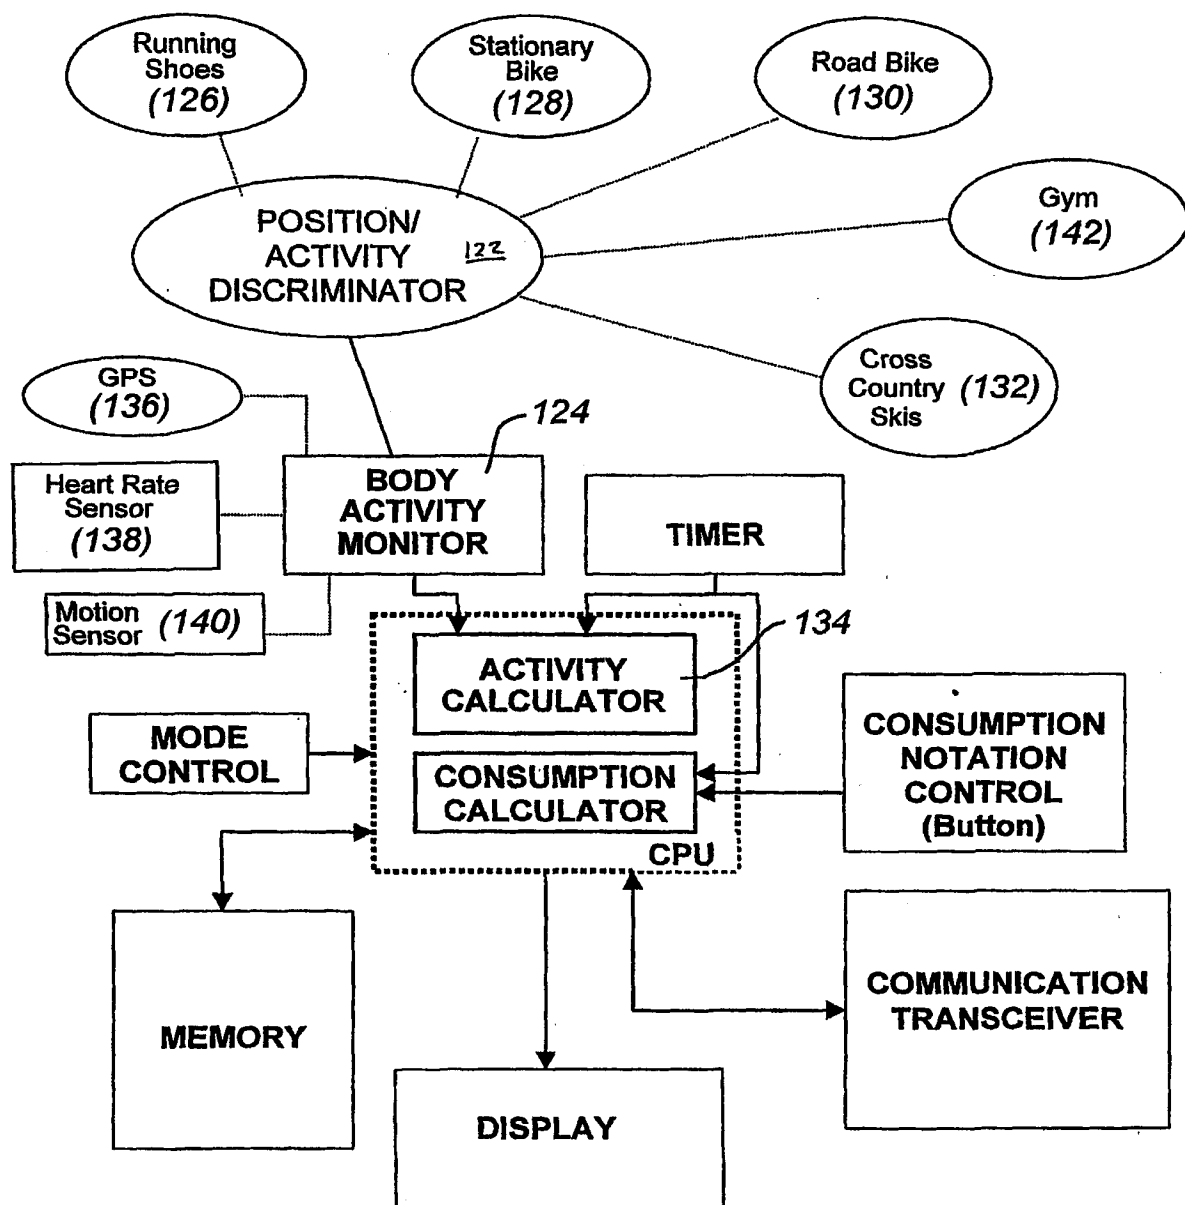 Running
Shoes
(126)
Stationary
Bike
(128)
Road Bike
(130)
Gym
(142)
POSITION/
ACTIVITY
DISCRIMINATOR
122
Cross
Country
Skis
(132)
GPS
(136)
124
Heart Rate
Sensor
(138)
BODY
ACTIVITY
MONITOR
TIMER
Motion
Sensor
(140)
134
ACTIVITY
CALCULATOR
MODE
CONTROL
CONSUMPTION
CALCULATOR
CPU
CONSUMPTION
NOTATION
CONTROL
(Button)
MEMORY
COMMUNICATION
TRANSCEIVER
DISPLAY